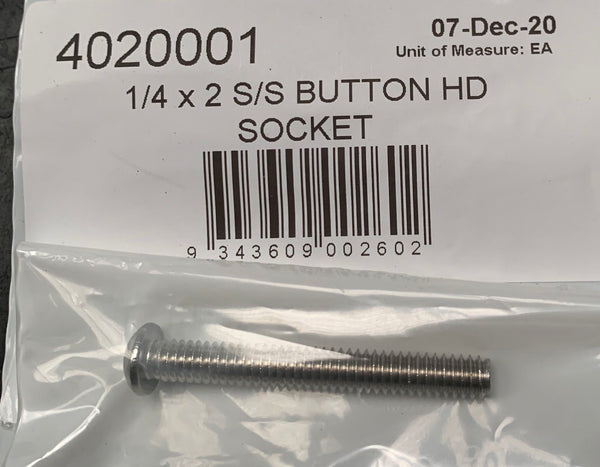 4020001
07-Dec-20
Unit of Measure: EA
1/4 x 2 S/S BUTTON HD
SOCKET
9 343609 002602